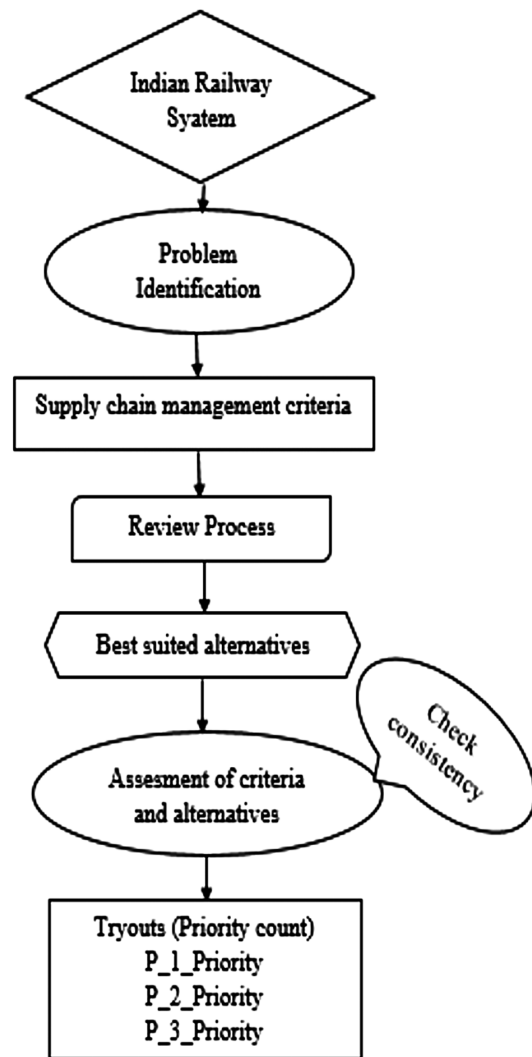 Indian Railway
Syatem
Problem
Identification
Supply chain management criteria
Review Process
Best suited alternatives
Check
consistency
Assesment of criteria
and alternatives
Tryouts (Priority count)
P_1_Priority
P_2_Priority
P_3_Priority